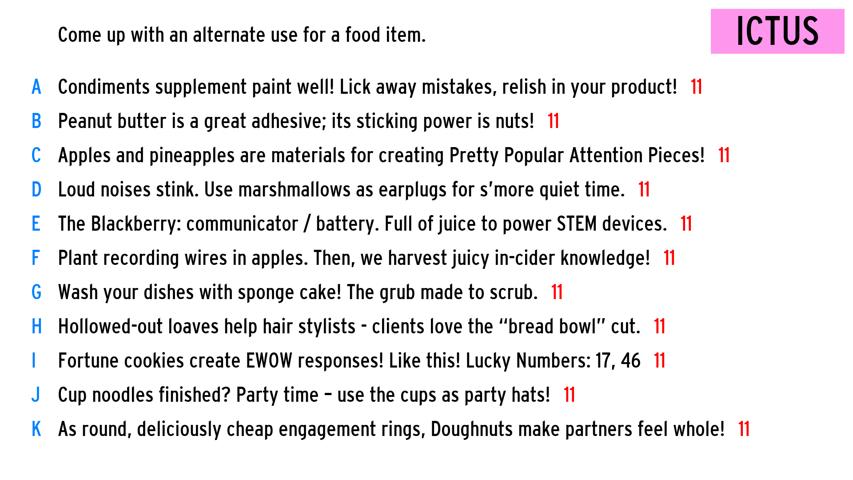 Come up with an alternate use for a food item.
ICTUS
A Condiments supplement paint well! Lick away mistakes, relish in your product! 11
B Peanut butter is a great adhesive; its sticking power is nuts! 11
C Apples and pineapples are materials for creating Pretty Popular Attention Pieces! 11
D Loud noises stink. Use marshmallows as earplugs for s'more quiet time. 11
E The Blackberry: communicator / battery. Full of juice to power STEM devices. 11
F Plant recording wires in apples. Then, we harvest juicy in-cider knowledge! 11
G Wash your dishes with sponge cake! The grub made to scrub. 11
H Hollowed-out loaves help hair stylists - clients love the “bread bowl” cut. 11
I Fortune cookies create EWOW responses! Like this! Lucky Numbers: 17, 46 11
J Cup noodles finished? Party time – use the cups as party hats! 11
K As round, deliciously cheap engagement rings, Doughnuts make partners feel whole! 11